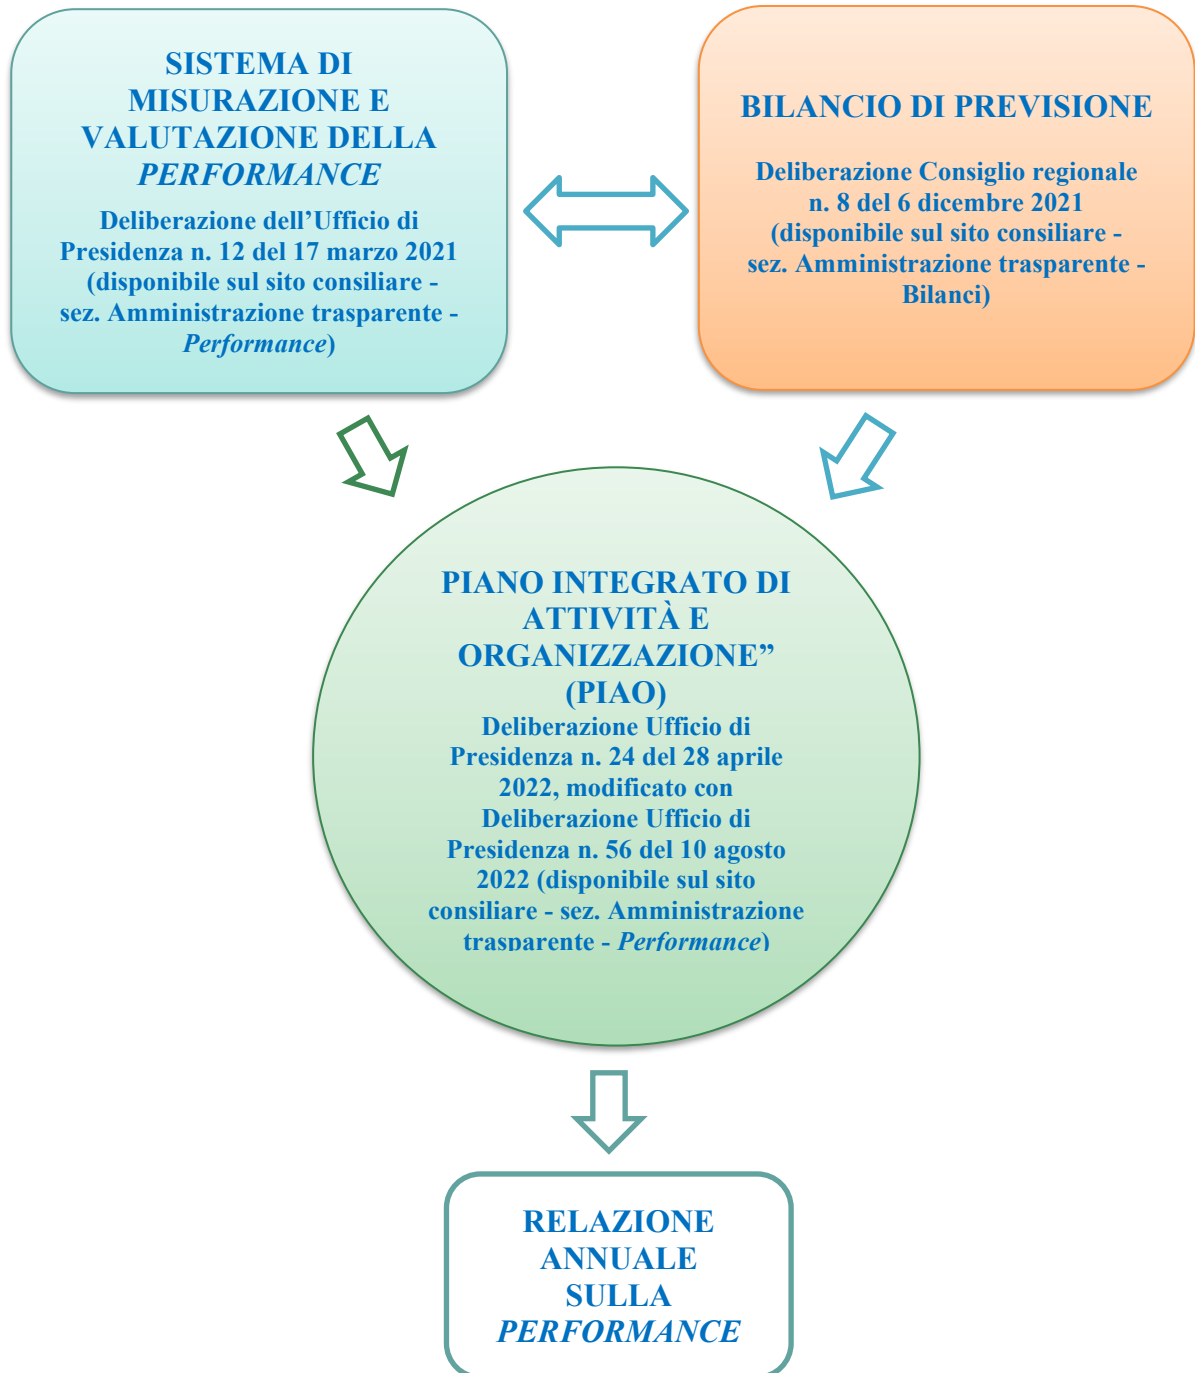 SISTEMA DI
MISURAZIONE E
VALUTAZIONE DELLA
PERFORMANCE
Deliberazione dell’Ufficio di
Presidenza n. 12 del 17 marzo 2021
(disponibile sul sito consiliare -
sez. Amministrazione trasparente -
Performance)
BILANCIO DI PREVISIONE
Deliberazione Consiglio regionale
n. 8 del 6 dicembre 2021
(disponibile sul sito consiliare -
sez. Amministrazione trasparente -
Bilanci)
PIANO INTEGRATO DI
ATTIVITÀ E
ORGANIZZAZIONE”
(PIAO)
Deliberazione Ufficio di
Presidenza n. 24 del 28 aprile
2022, modificato con
Deliberazione Ufficio di
Presidenza n. 56 del 10 agosto
2022 (disponibile sul sito
consiliare - sez. Amministrazione
trasparente - Performance)
RELAZIONE
ANNUALE
SULLA
PERFORMANCE